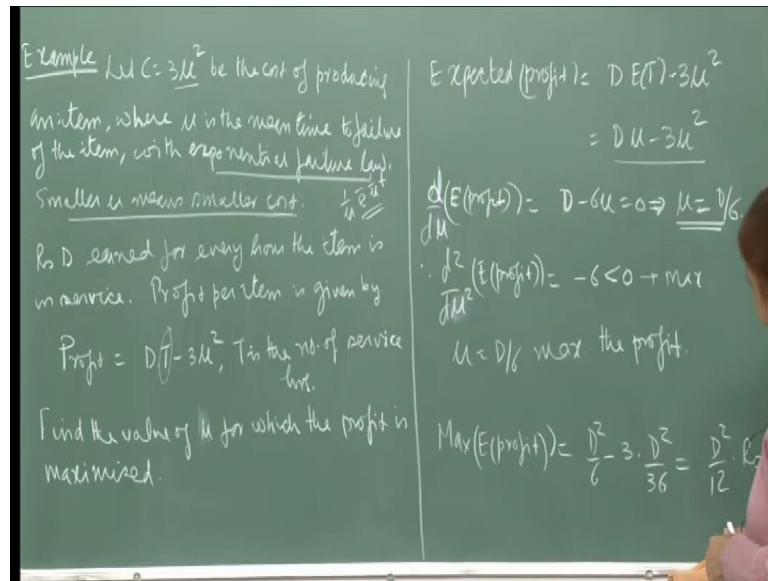 Example Let C = 3μ² be the cost of producing
an item, where μ is the mean time to failure
of the item, with exponential failure law.
Smaller μ means smaller cost.
Rs D earned for every hour the item is
in service. Profit per item is given by
Profit = DT - 3μ², T is the no. of service
hrs.
Find the value of μ for which the profit is
maximised.
Expected (profit) = D E(T) - 3μ²
= Dμ - 3μ²
d/dμ (E(profit)) = D - 6μ = 0 ⇒ μ = D/6.
∴ d²/dμ² (E(profit)) = -6 < 0 → max
μ = D/6 max. the profit.
Max (E(profit)) = D²/6 - 3 · D²/36 = D²/12 ·